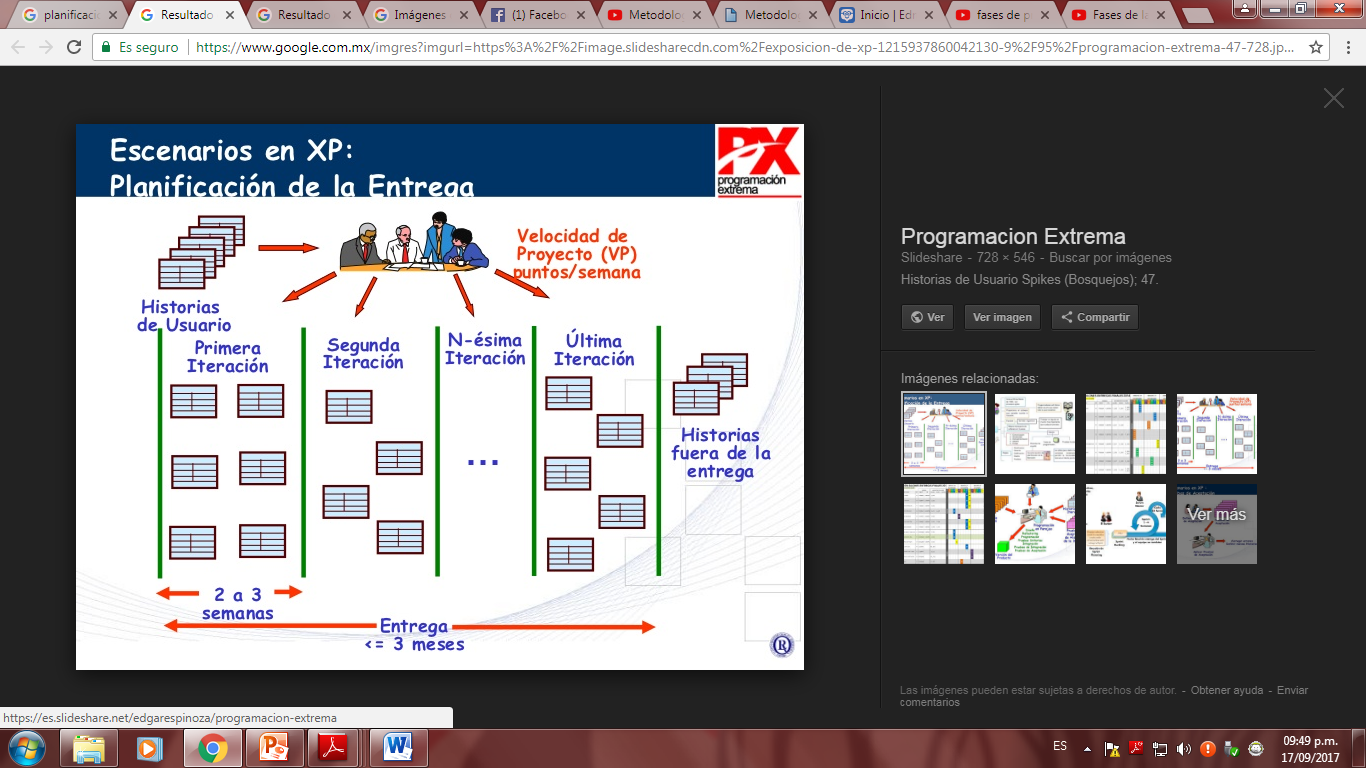 planificaci
Resultado
Resultado
Imágenes
(1) Facebo
Metodolo
Metodolo
Inicio | Edn
fases de p
Fases de la
Es seguro
https://www.google.com.mx/imgres?imgurl=https%3A%2F%2Fimage.slidesharecdn.com%2Fexposicion-de-xp-1215937860042130-9%2F95%2Fprogramacion-extrema-47-728.jp...
Escenarios en XP:
Planificación de la Entrega
PX
programación
extrema
Velocidad de
Proyecto (VP)
puntos/semana
Historias
de Usuario
Primera
Iteración
Segunda
Iteración
N-ésima
Iteración
Última
Iteración
...
Historias
fuera de la
entrega
2 a 3
semanas
Entrega
<= 3 meses
R
Programacion Extrema
Slideshare - 728 × 546 - Buscar por imágenes
Historias de Usuario Spikes (Bosquejos); 47.
Ver
Ver imagen
Compartir
Imágenes relacionadas:
Ver más
Las imágenes pueden estar sujetas a derechos de autor. - Obtener ayuda - Enviar
comentarios
https://es.slideshare.net/edgarespinoza/programacion-extrema
ES
09:49 p.m.
17/09/2017